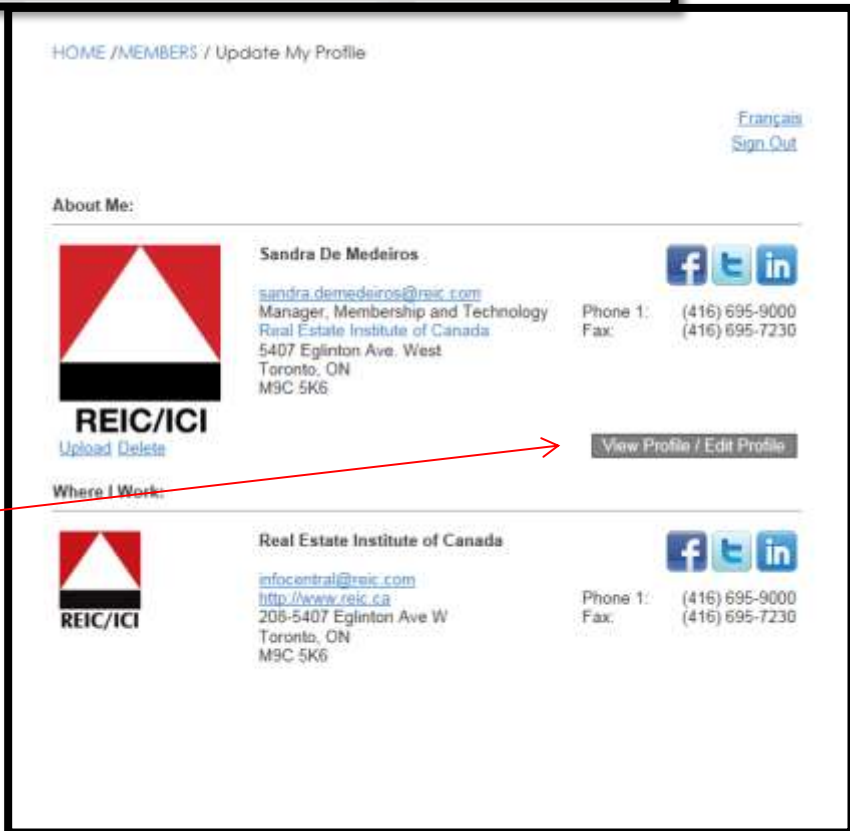 HOME /MEMBERS / Update My Profile
Français
Sign Out
About Me:
REIC/ICI
Upload Delete
Sandra De Medeiros
sandra.demedeiros@reic.com
Manager, Membership and Technology
Real Estate Institute of Canada
5407 Eglinton Ave. West
Toronto, ON
M9C 5K6
f t in
Phone 1: (416) 695-9000
Fax: (416) 695-7230
View Profile / Edit Profile
Where I Work:
REIC/ICI
Real Estate Institute of Canada
infocentral@reic.com
http://www.reic.ca
208-5407 Eglinton Ave W
Toronto, ON
M9C 5K6
f t in
Phone 1: (416) 695-9000
Fax: (416) 695-7230